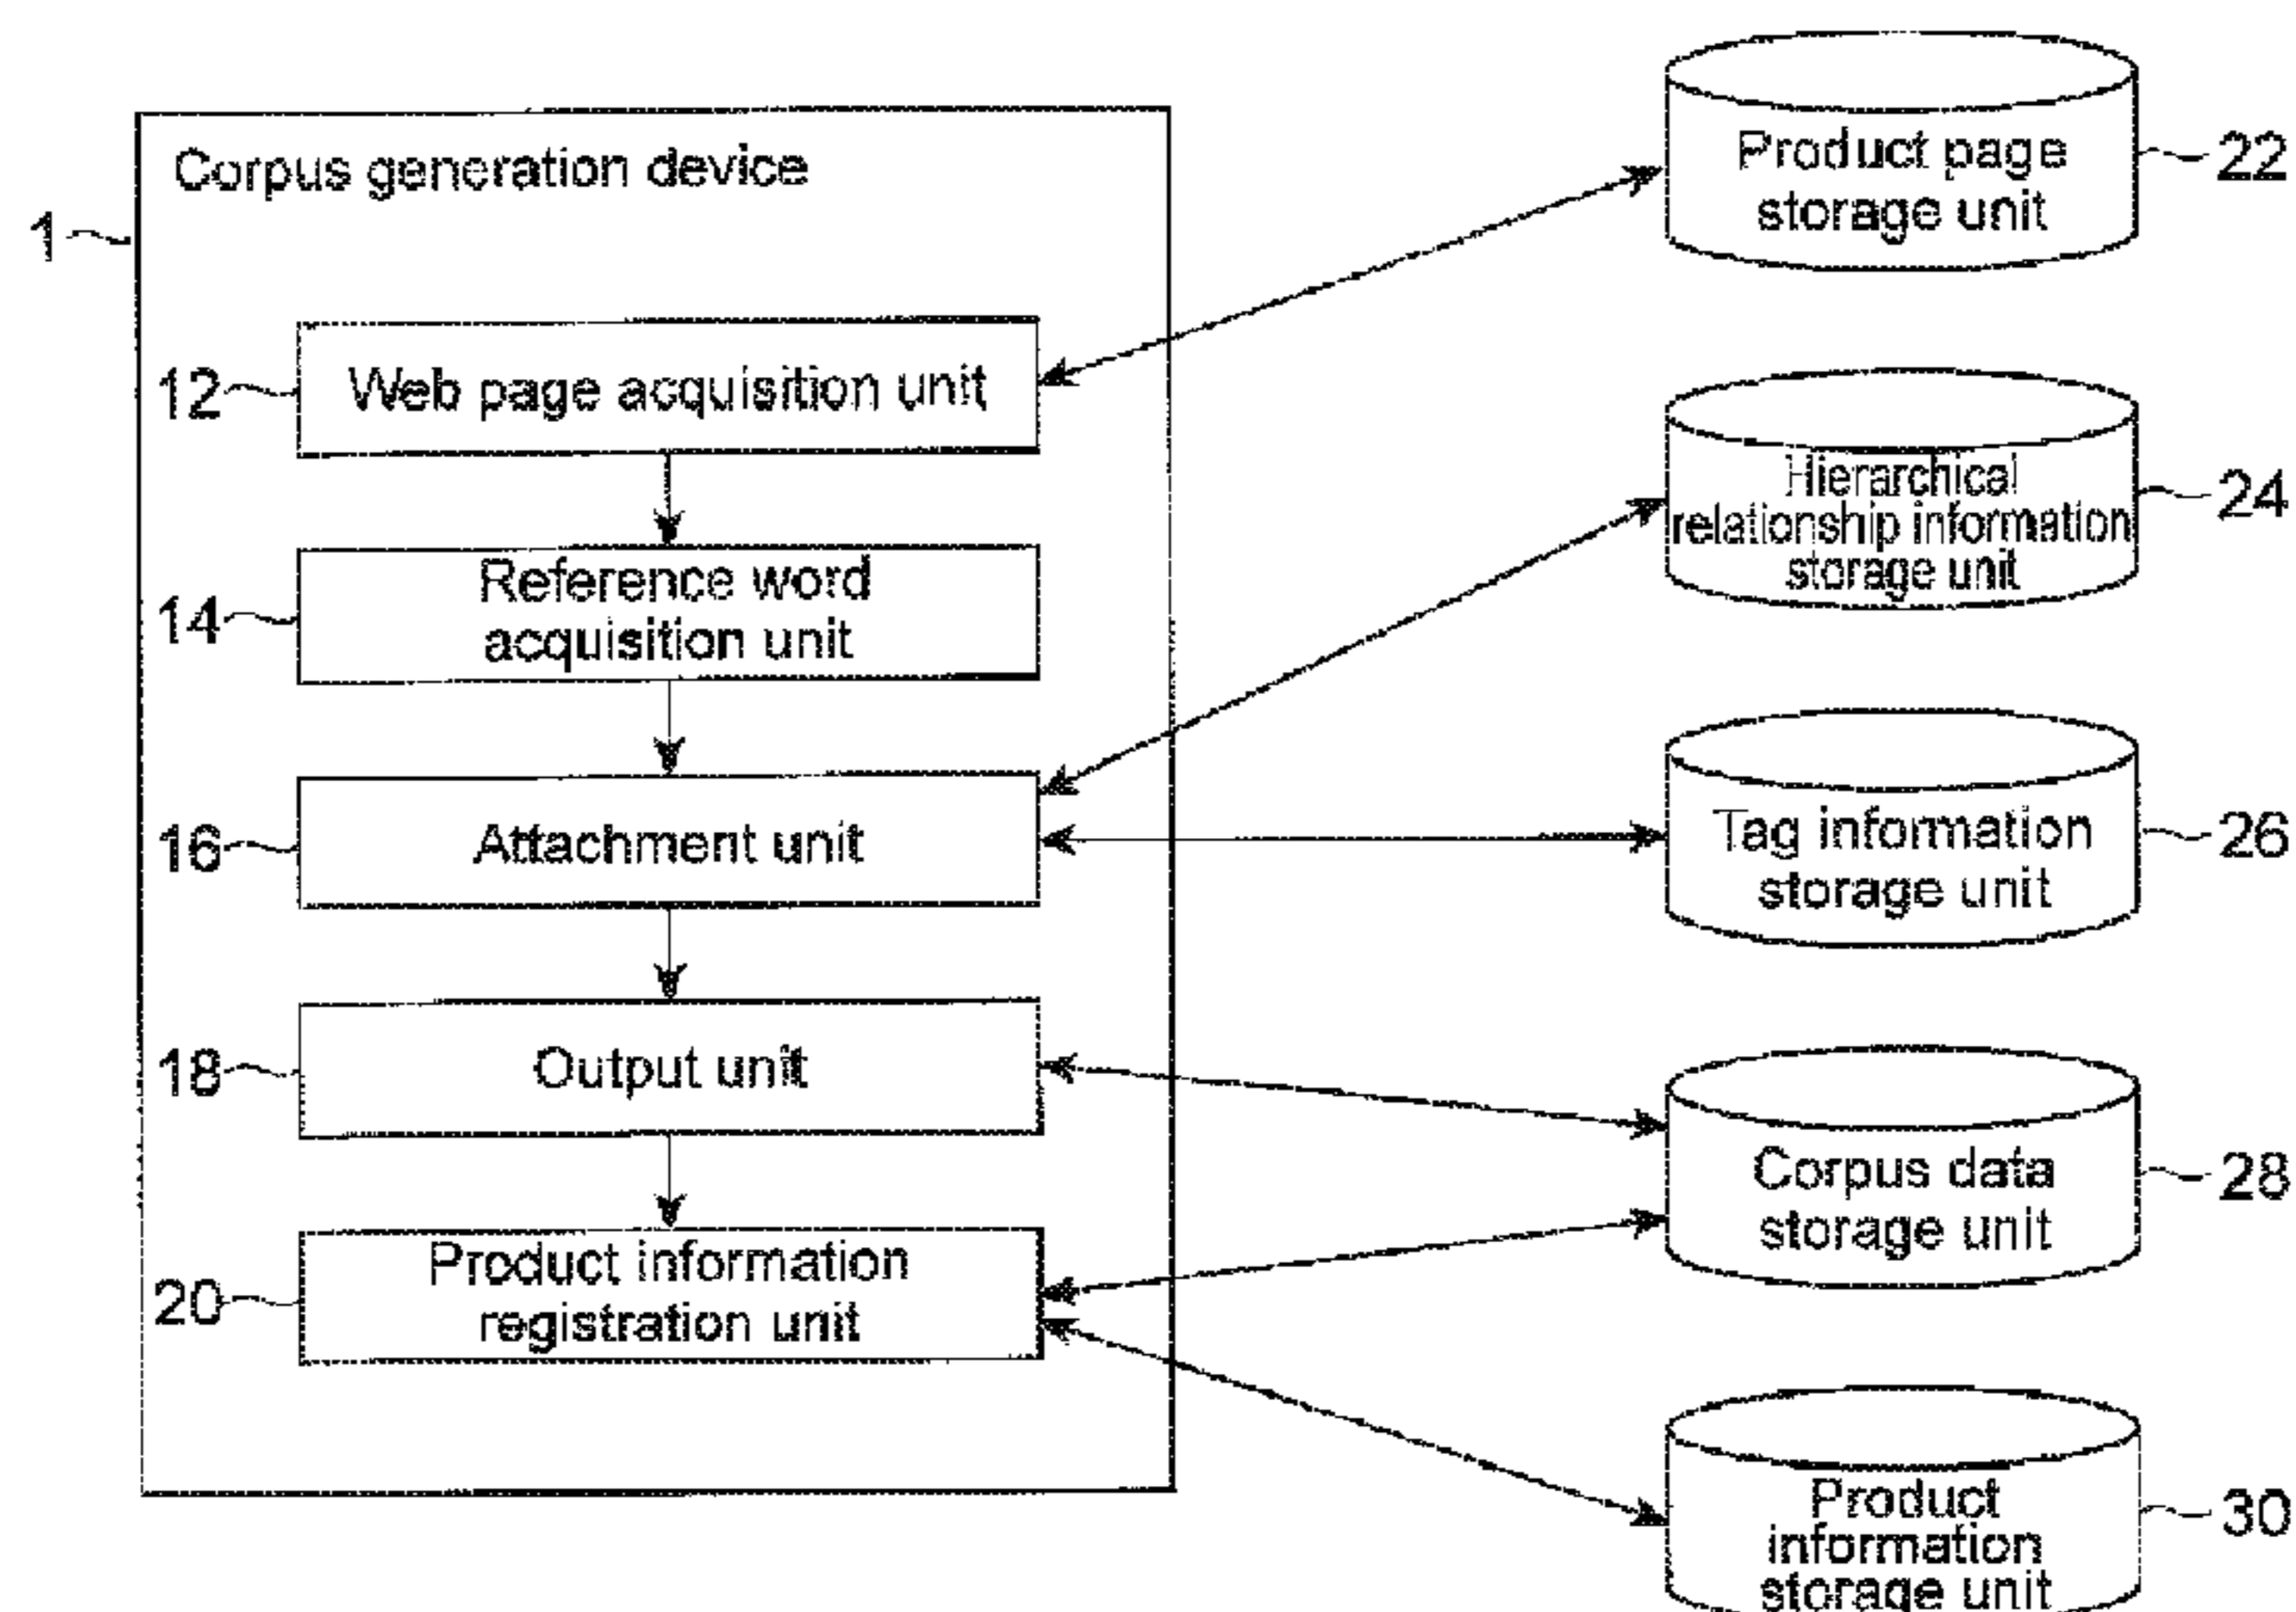 Corpus generation device
1
12
Web page acquisition unit
14
Reference word
acquisition unit
16
Attachment unit
18
Output unit
20
Product information
registration unit
Product page
storage unit
22
Hierarchical
relationship information
storage unit
24
Tag information
storage unit
26
Corpus data
storage unit
28
Product
information
storage unit
30